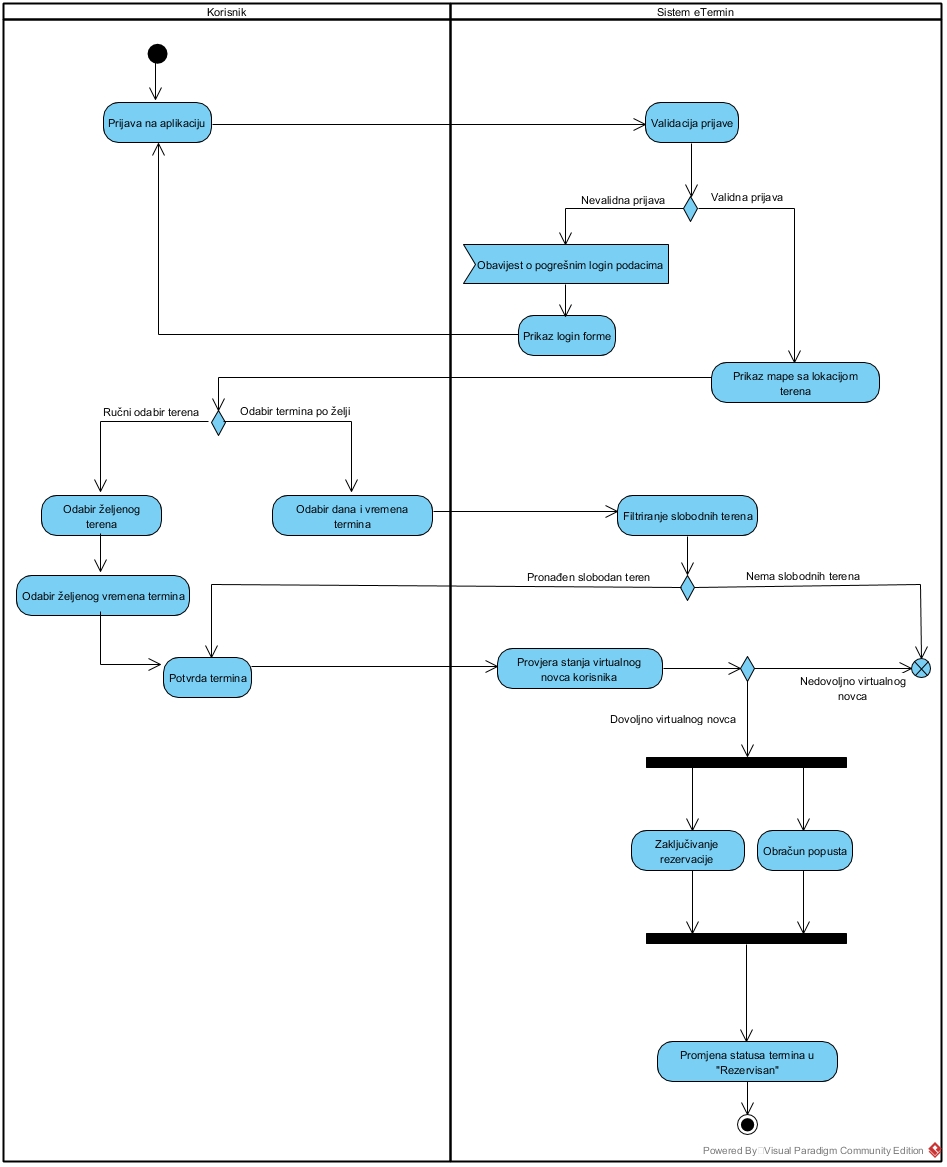 Korisnik
Sistem eTermin
Prijava na aplikaciju
Validacija prijave
Nevalidna prijava
Validna prijava
Obavijest o pogrešnim login podacima
Prikaz login forme
Prikaz mape sa lokacijom
terena
Ručni odabir terena
Odabir termina po želji
Odabir željenog
terena
Odabir dana i vremena
termina
Filtriranje slobodnih terena
Pronađen slobodan teren
Nema slobodnih terena
Odabir željenog vremena termina
Potvrda termina
Provjera stanja virtualnog
novca korisnika
Nedovoljno virtualnog
novca
Dovoljno virtualnog novca
Zaključivanje
rezervacije
Obračun popusta
Promjena statusa termina u
"Rezervisan"
Powered By Visual Paradigm Community Edition